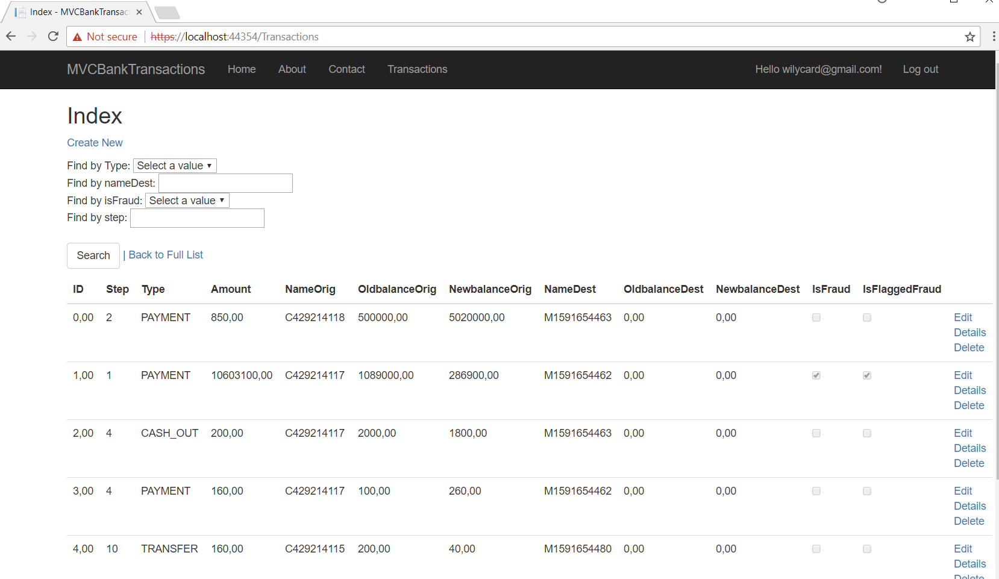 Index - MVCBankTransac
Not secure https://localhost:44354/Transactions
MVCBankTransactions Home About Contact Transactions Hello wilycard@gmail.com! Log out
Index
Create New
Find by Type: Select a value
Find by nameDest:
Find by isFraud: Select a value
Find by step:
Search | Back to Full List
ID Step Type Amount NameOrig OldbalanceOrig NewbalanceOrig NameDest OldbalanceDest NewbalanceDest IsFraud IsFlaggedFraud
0,00 2 PAYMENT 850,00 C429214118 500000,00 5020000,00 M1591654463 0,00 0,00 Edit
Details
Delete
1,00 1 PAYMENT 10603100,00 C429214117 1089000,00 286900,00 M1591654462 0,00 0,00 Edit
Details
Delete
2,00 4 CASH_OUT 200,00 C429214117 2000,00 1800,00 M1591654463 0,00 0,00 Edit
Details
Delete
3,00 4 PAYMENT 160,00 C429214117 100,00 260,00 M1591654462 0,00 0,00 Edit
Details
Delete
4,00 10 TRANSFER 160,00 C429214115 200,00 40,00 M1591654480 0,00 0,00 Edit
Details
Delete